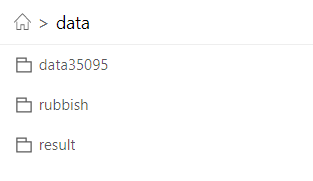 > data
data35095
rubbish
result